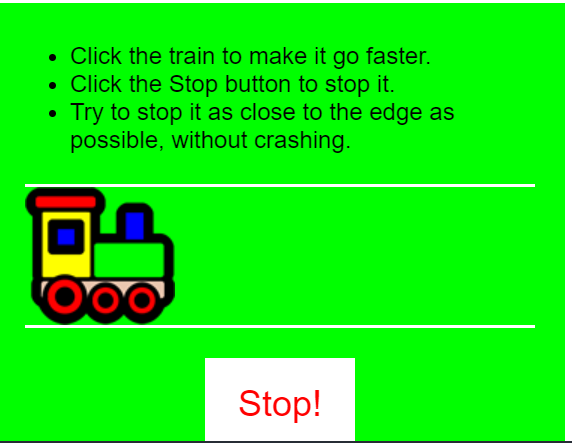 Click the train to make it go faster.
Click the Stop button to stop it.
Try to stop it as close to the edge as
possible, without crashing.
Stop!